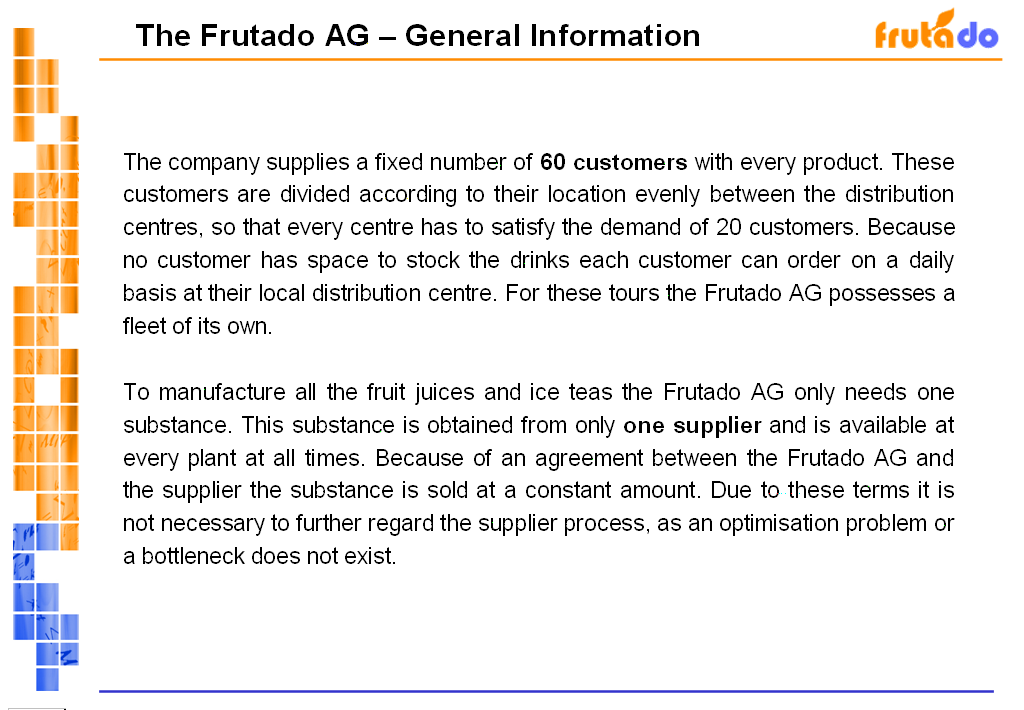 The Frutado AG – General Information
frutado
The company supplies a fixed number of 60 customers with every product. These
customers are divided according to their location evenly between the distribution
centres, so that every centre has to satisfy the demand of 20 customers. Because
no customer has space to stock the drinks each customer can order on a daily
basis at their local distribution centre. For these tours the Frutado AG possesses a
fleet of its own.
To manufacture all the fruit juices and ice teas the Frutado AG only needs one
substance. This substance is obtained from only one supplier and is available at
every plant at all times. Because of an agreement between the Frutado AG and
the supplier the substance is sold at a constant amount. Due to these terms it is
not necessary to further regard the supplier process, as an optimisation problem or
a bottleneck does not exist.